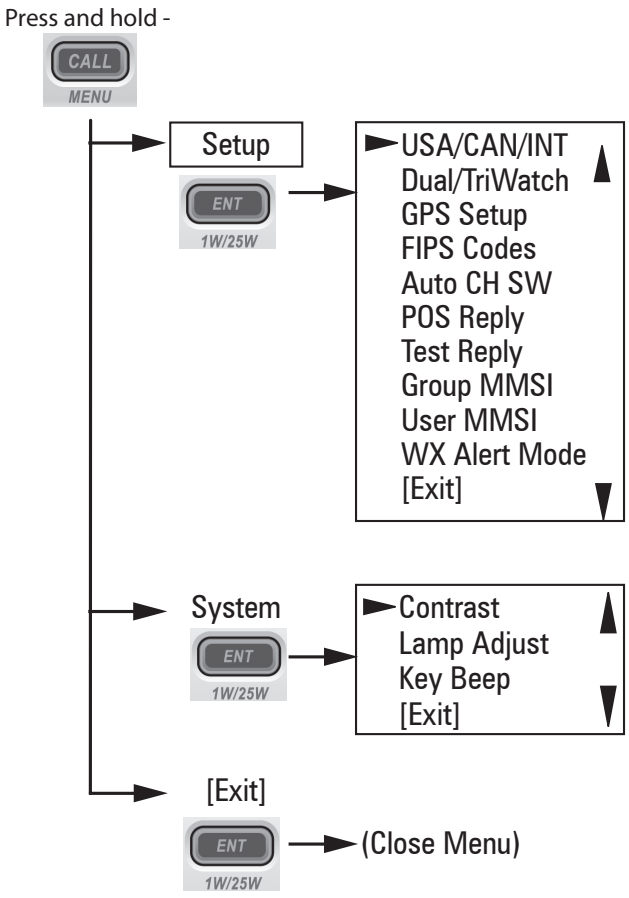 Press and hold -
CALL
MENU
Setup
ENT
1W/25W
USA/CAN/INT
Dual/TriWatch
GPS Setup
FIPS Codes
Auto CH SW
POS Reply
Test Reply
Group MMSI
User MMSI
WX Alert Mode
[Exit]
System
ENT
1W/25W
Contrast
Lamp Adjust
Key Beep
[Exit]
[Exit]
ENT
1W/25W
(Close Menu)